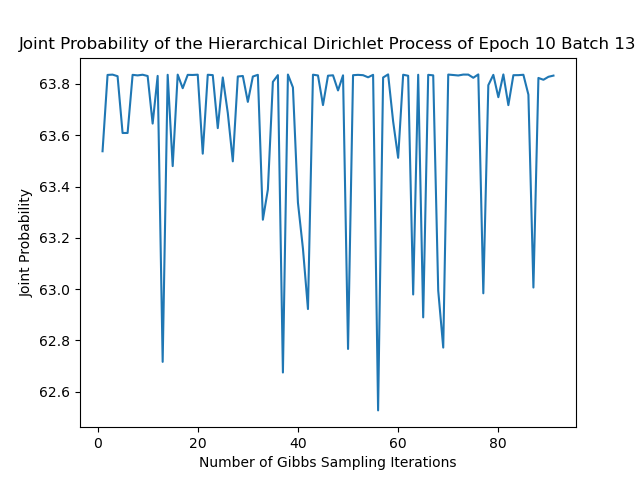 Joint Probability of the Hierarchical Dirichlet Process of Epoch 10 Batch 13
63.8
63.6
63.4
63.2
63.0
62.8
62.6
Joint Probability
0 20 40 60 80
Number of Gibbs Sampling Iterations